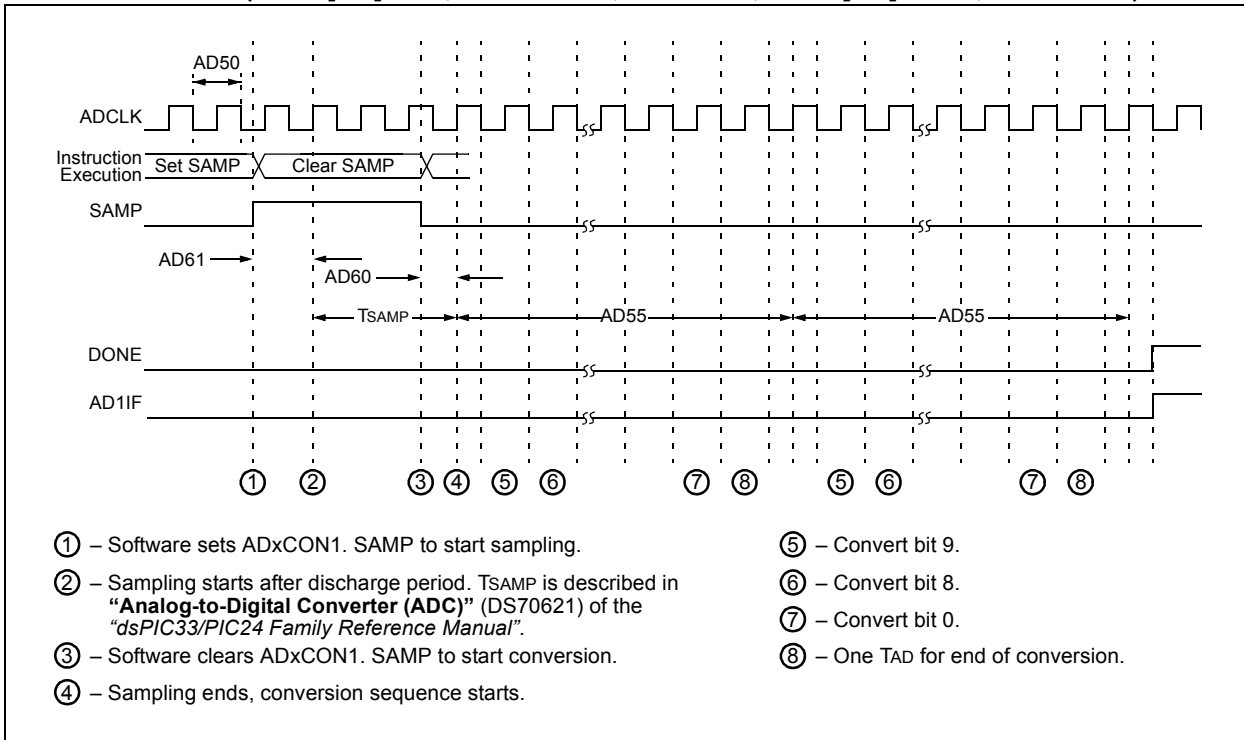 AD50
ADCLK
Instruction
Execution
Set SAMP
Clear SAMP
SAMP
AD61
AD60
TSAMP
AD55
AD55
DONE
AD1IF
1 2 3 4 5 6 7 8 5 6 7 8
1 – Software sets ADxCON1. SAMP to start sampling.
2 – Sampling starts after discharge period. TSAMP is described in
“Analog-to-Digital Converter (ADC)” (DS70621) of the
“dsPIC33/PIC24 Family Reference Manual”.
3 – Software clears ADxCON1. SAMP to start conversion.
4 – Sampling ends, conversion sequence starts.
5 – Convert bit 9.
6 – Convert bit 8.
7 – Convert bit 0.
8 – One TAD for end of conversion.